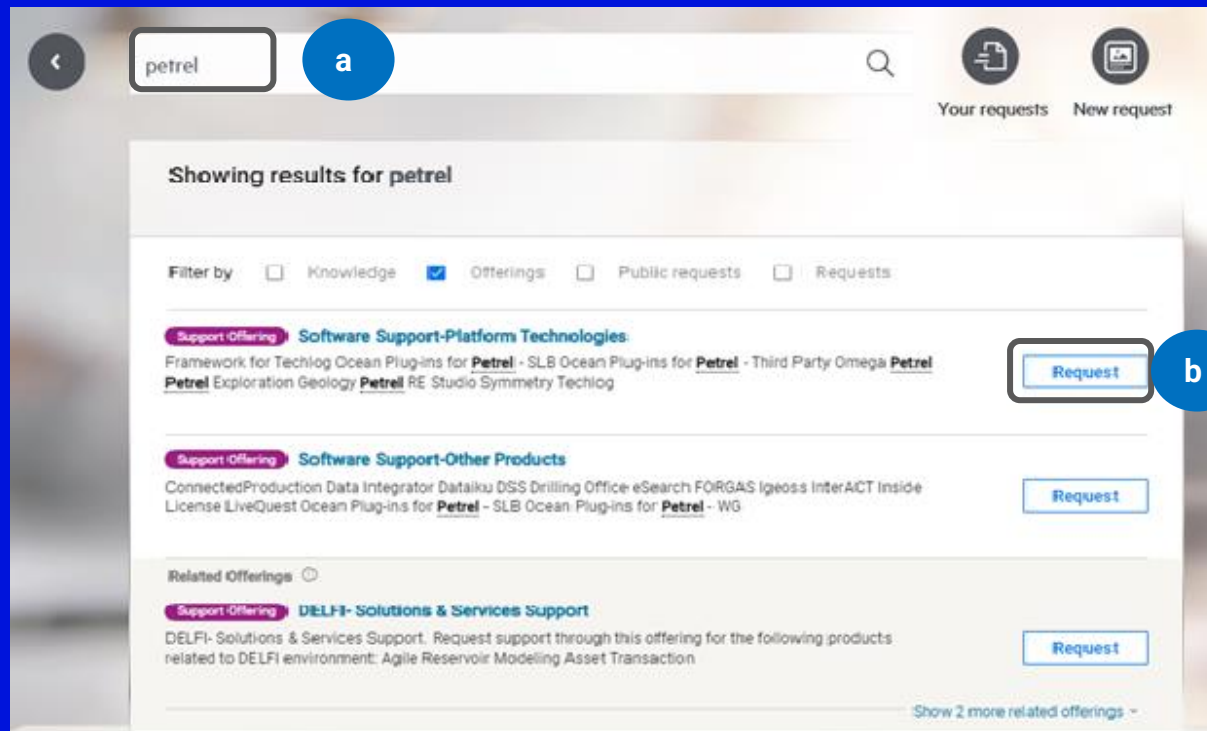 petrel
a
Your requests
New request
Showing results for petrel
Filter by Knowledge Offerings Public requests Requests
Support Offering Software Support-Platform Technologies
Framework for Techlog Ocean Plug-ins for Petrel - SLB Ocean Plug-ins for Petrel - Third Party Omega Petrel
Petrel Exploration Geology Petrel RE Studio Symmetry Techlog
Request
b
Support Offering Software Support-Other Products
ConnectedProduction Data Integrator Dataiku DSS Drilling Office eSearch FORGAS Igeoss InterACT Inside
License LiveQuest Ocean Plug-ins for Petrel - SLB Ocean Plug-ins for Petrel - WG
Request
Related Offerings
Support Offering DELFI- Solutions & Services Support
DELFI- Solutions & Services Support. Request support through this offering for the following products
related to DELFI environment: Agile Reservoir Modeling Asset Transaction
Request
Show 2 more related offerings